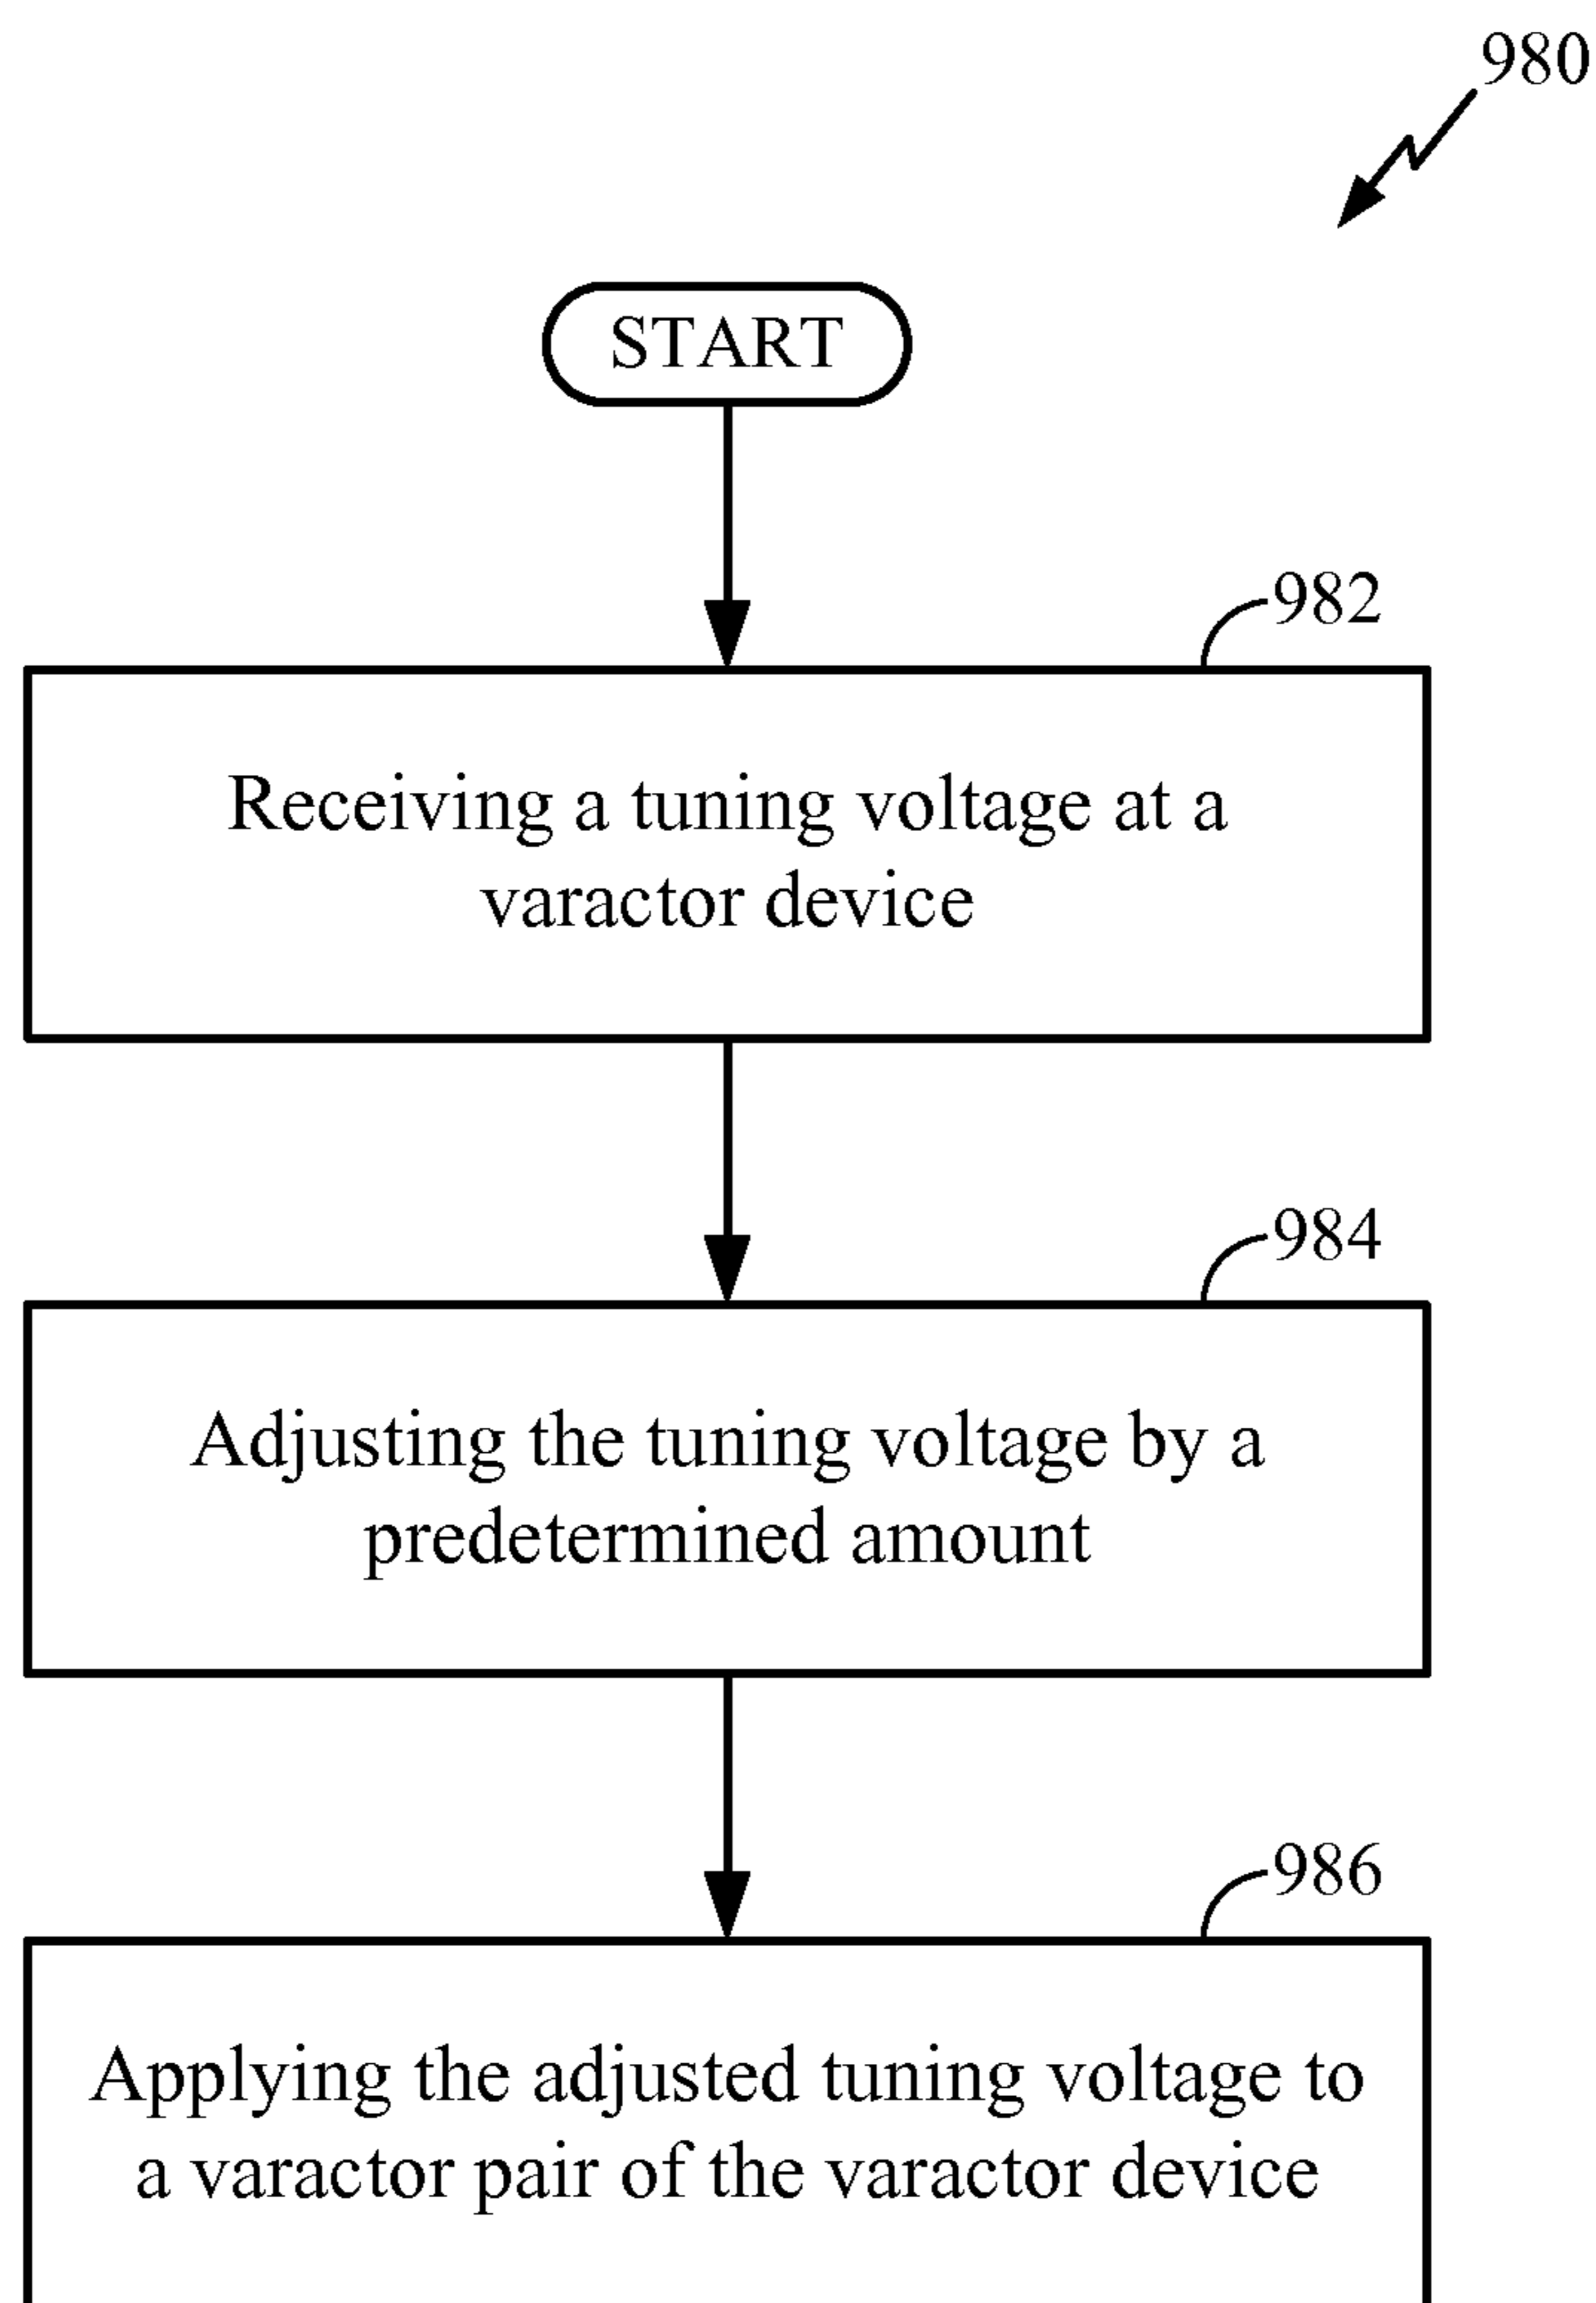 980
START
982
Receiving a tuning voltage at a
varactor device
984
Adjusting the tuning voltage by a
predetermined amount
986
Applying the adjusted tuning voltage to
a varactor pair of the varactor device